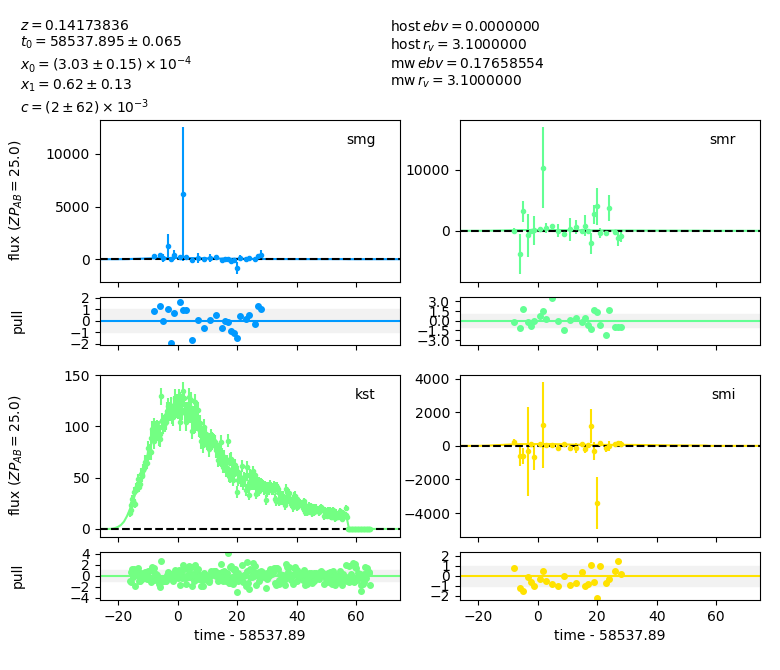 z = 0.14173836
t₀ = 58537.895 ± 0.065
x₀ = (3.03 ± 0.15) × 10⁻⁴
x₁ = 0.62 ± 0.13
c = (2 ± 62) × 10⁻³
host ebv = 0.0000000
host r_v = 3.1000000
mw ebv = 0.17658554
mw r_v = 3.1000000
flux (ZP_AB = 25.0)
10000
5000
0
smg
10000
0
smr
pull
2
1
0
−1
−2
3.0
1.5
0.0
−1.5
−3.0
flux (ZP_AB = 25.0)
150
100
50
0
kst
4000
2000
0
−2000
−4000
smi
pull
4
2
0
−2
−4
2
1
0
−1
−2
−20 0 20 40 60
time - 58537.89
−20 0 20 40 60
time - 58537.89